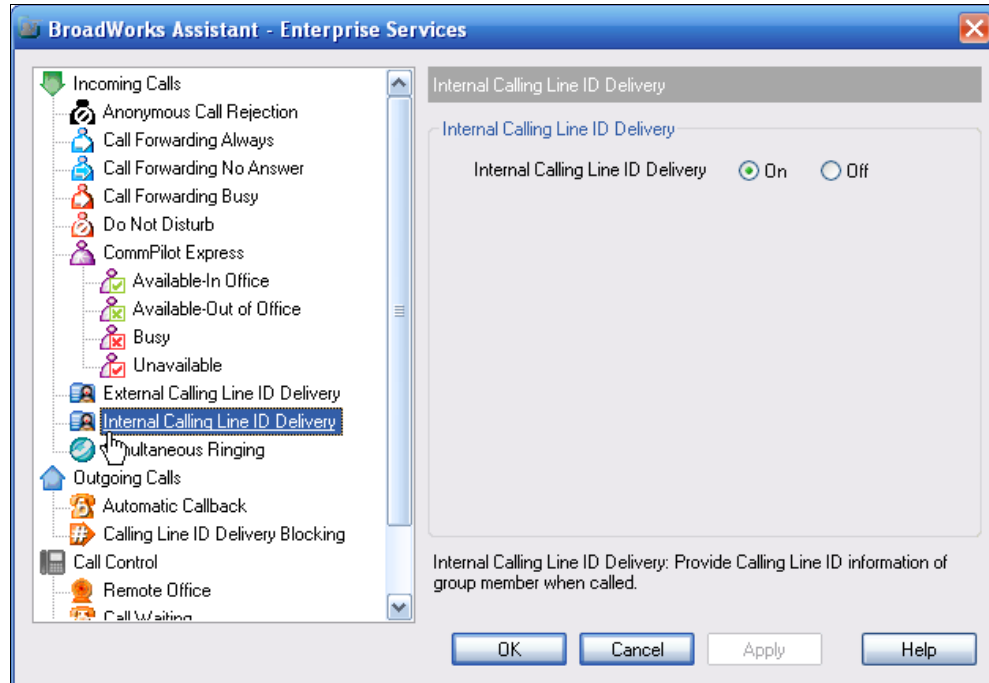 BroadWorks Assistant - Enterprise Services
Incoming Calls
Anonymous Call Rejection
Call Forwarding Always
Call Forwarding No Answer
Call Forwarding Busy
Do Not Disturb
CommPilot Express
Available-In Office
Available-Out of Office
Busy
Unavailable
External Calling Line ID Delivery
Internal Calling Line ID Delivery
Simultaneous Ringing
Outgoing Calls
Automatic Callback
Calling Line ID Delivery Blocking
Call Control
Remote Office
Call Waiting
Internal Calling Line ID Delivery
Internal Calling Line ID Delivery
Internal Calling Line ID Delivery On Off
Internal Calling Line ID Delivery: Provide Calling Line ID information of
group member when called.
OK Cancel Apply Help